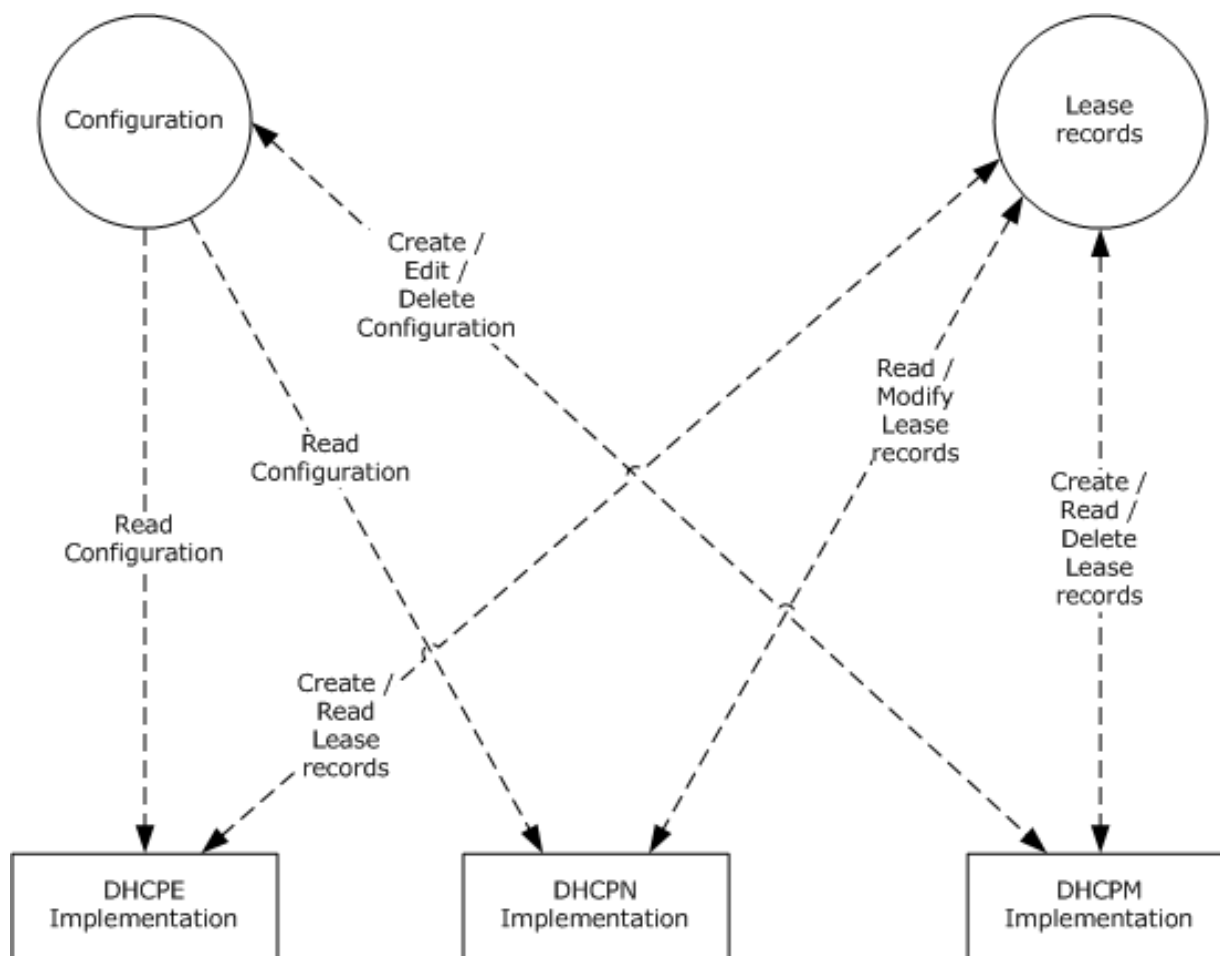 Configuration
Lease
records
Create /
Edit /
Delete
Configuration
Read /
Modify
Lease
records
Read
Configuration
Create /
Read /
Delete
Lease
records
Read
Configuration
Create /
Read
Lease
records
DHCPE
Implementation
DHCPN
Implementation
DHCPM
Implementation